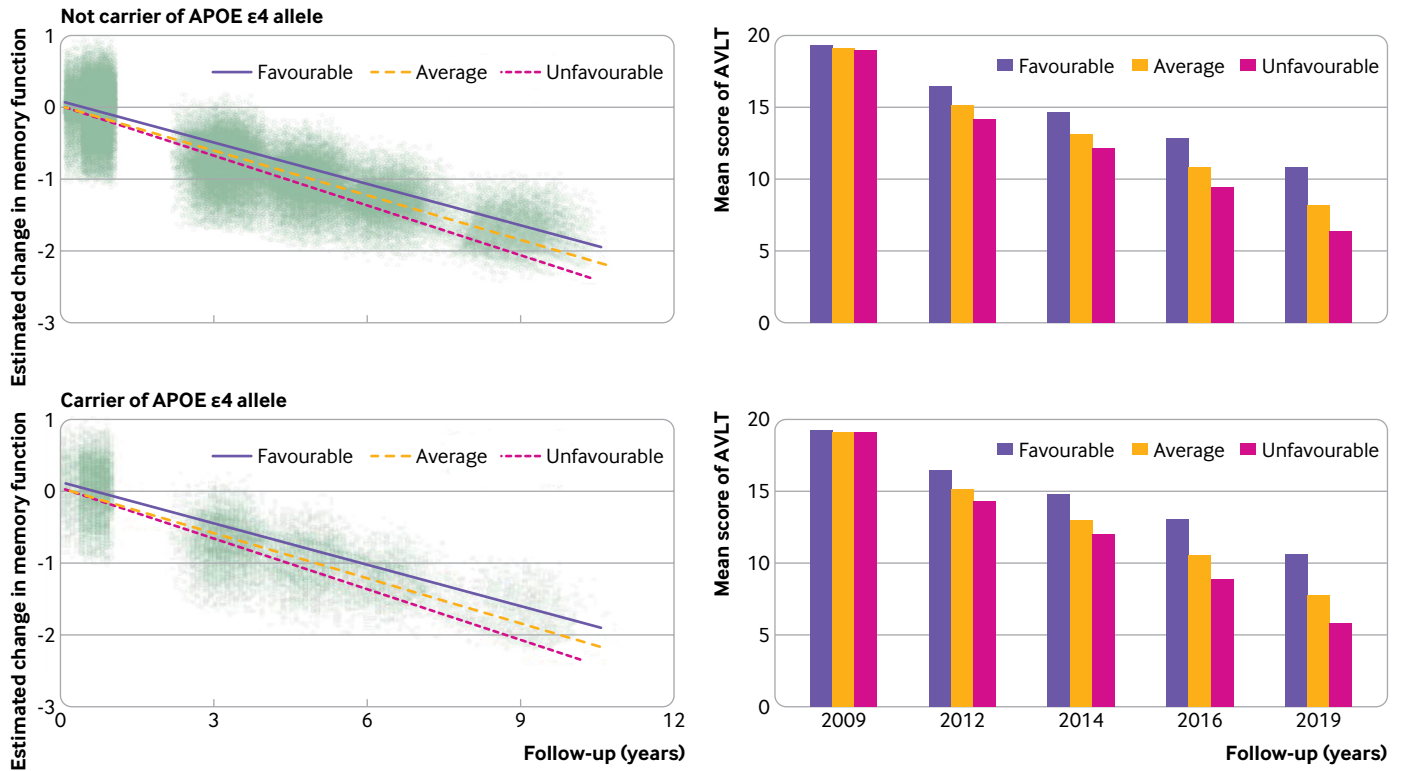 Not carrier of APOE ε4 allele
Estimated change in memory function
1
0
-1
-2
-3
Favourable Average Unfavourable
Mean score of AVLT
20
15
10
5
0
Favourable Average Unfavourable
Carrier of APOE ε4 allele
Estimated change in memory function
1
0
-1
-2
-3
Favourable Average Unfavourable
0 3 6 9 12
Follow-up (years)
Mean score of AVLT
20
15
10
5
0
Favourable Average Unfavourable
2009 2012 2014 2016 2019
Follow-up (years)